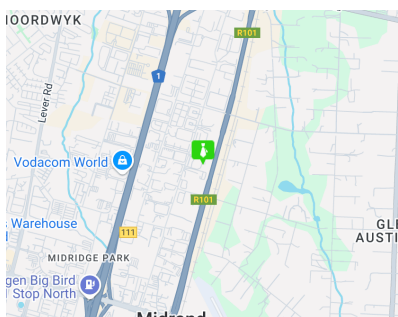 NOORDWYK
R101
1
Lever Rd
Vodacom World
Warehouse
R101
111
GLE
AUSTI
MIDRIDGE PARK
gen Big Bird
Stop North
Midrand